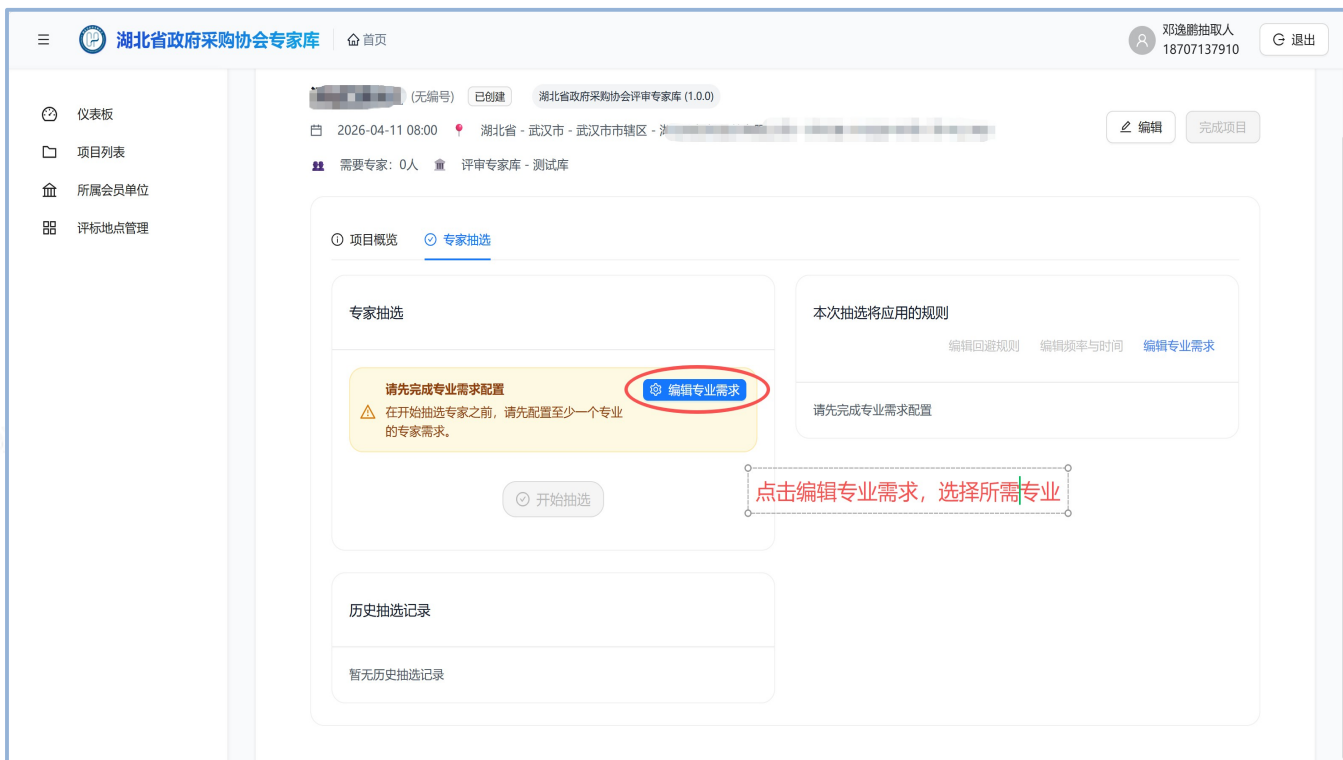 湖北省政府采购协会专家库
首页
邓逸鹏抽取人
18707137910
退出
仪表板
项目列表
所属会员单位
评标地点管理
(无编号) 已创建 湖北省政府采购协会评审专家库 (1.0.0)
2026-04-11 08:00 湖北省 - 武汉市 - 武汉市市辖区 -
需要专家：0人 评审专家库 - 测试库
编辑
完成项目
项目概览 专家抽选
专家抽选
请先完成专业需求配置
编辑专业需求
在开始抽选专家之前，请先配置至少一个专业
的专家需求。
开始抽选
本次抽选将应用的规则
编辑回避规则 编辑频率与时间 编辑专业需求
请先完成专业需求配置
点击编辑专业需求，选择所需专业
历史抽选记录
暂无历史抽选记录